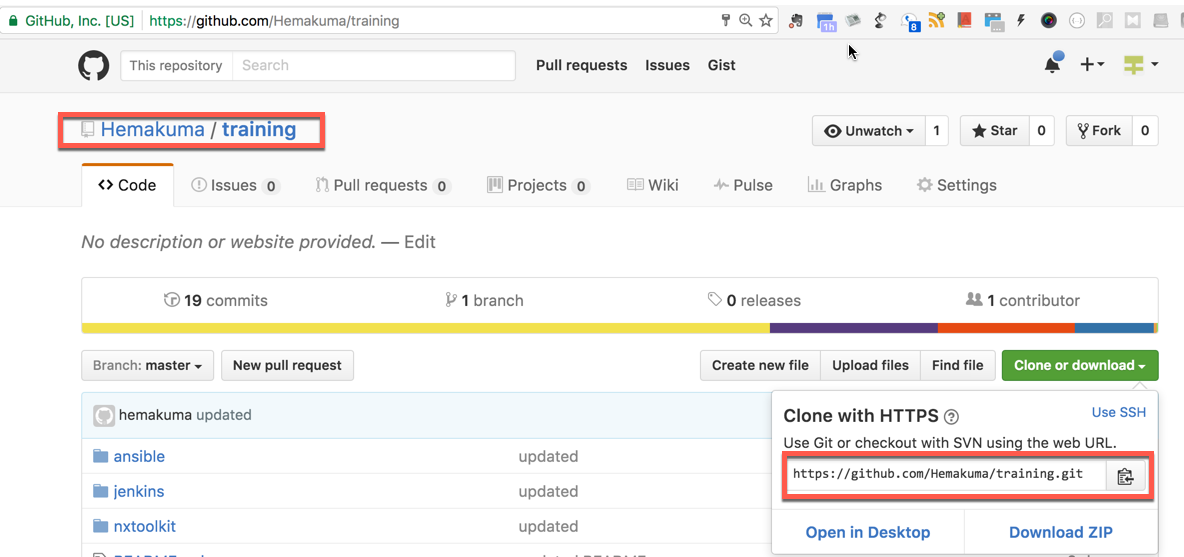 GitHub, Inc. [US] https://github.com/Hemakuma/training
1h
8
This repository Search Pull requests Issues Gist
Hemakuma / training
Unwatch 1 Star 0 Fork 0
Code Issues 0 Pull requests 0 Projects 0 Wiki Pulse Graphs Settings
No description or website provided. — Edit
19 commits 1 branch 0 releases 1 contributor
Branch: master New pull request Create new file Upload files Find file Clone or download
hemakuma updated
Clone with HTTPS ? Use SSH
Use Git or checkout with SVN using the web URL.
https://github.com/Hemakuma/training.git
Open in Desktop Download ZIP
ansible updated
jenkins updated
nxtoolkit updated